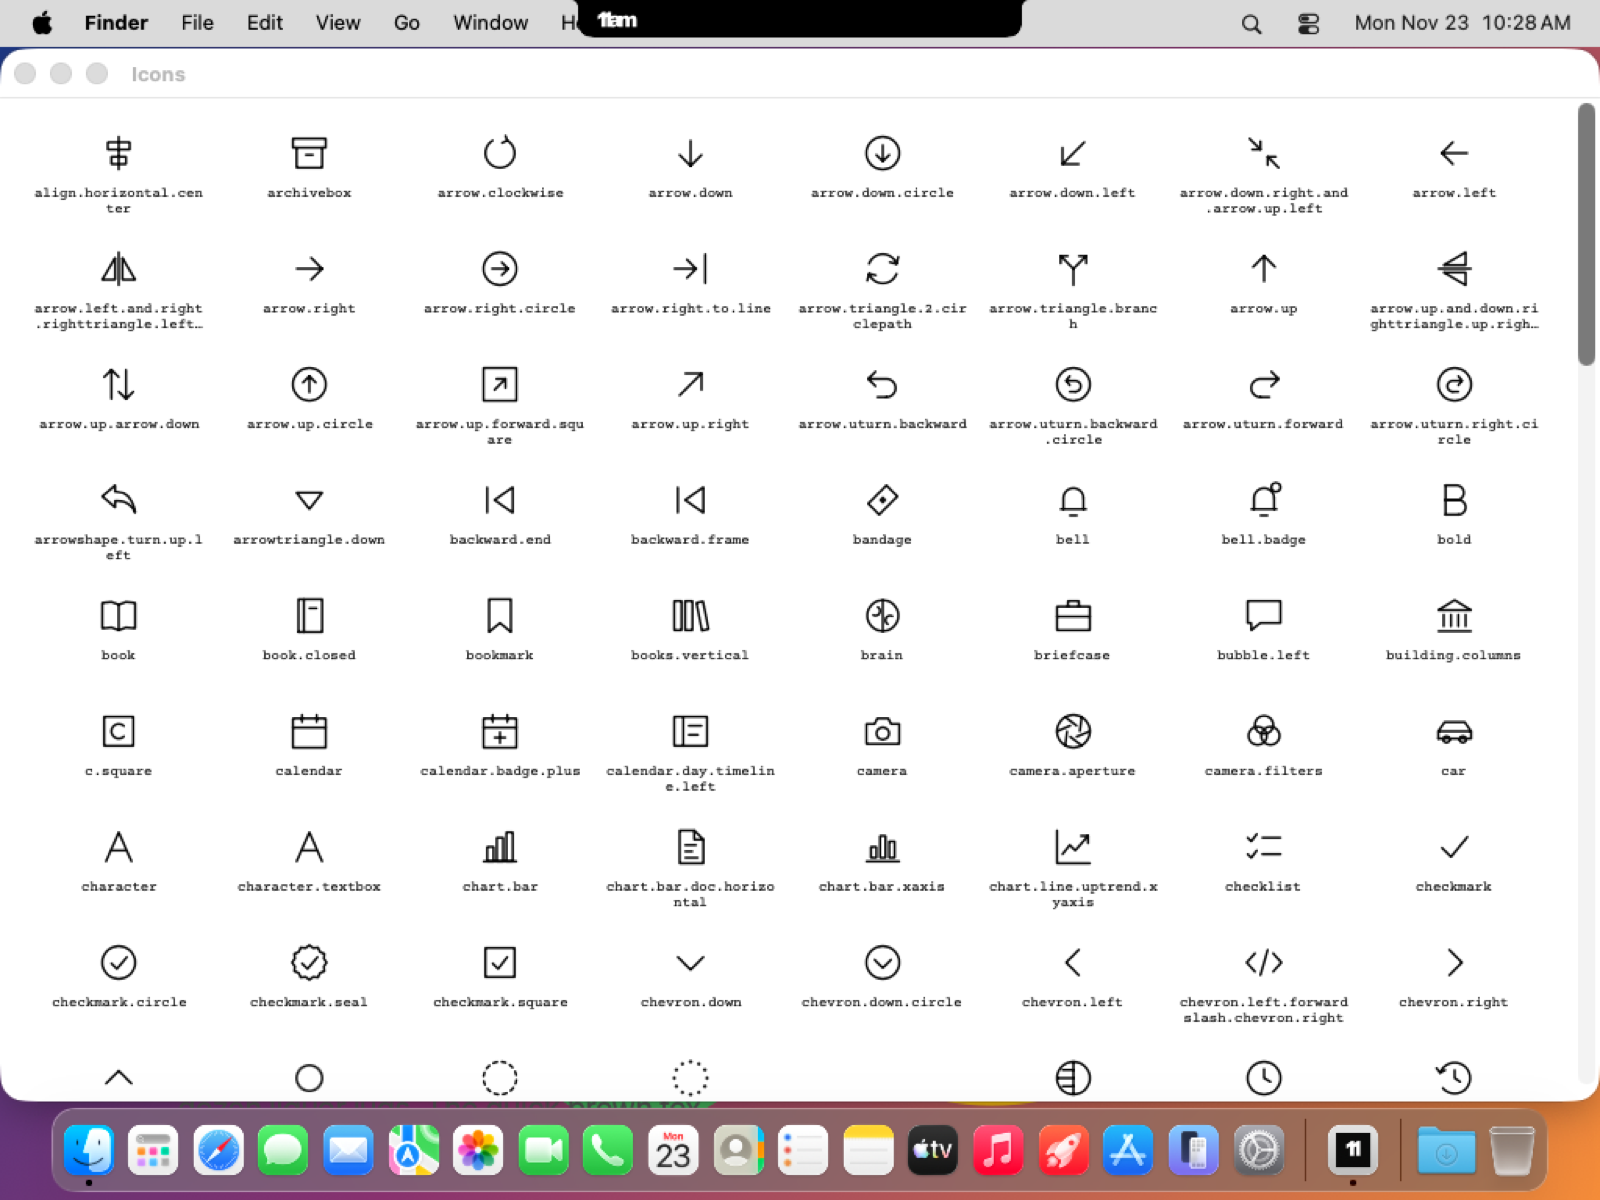 Finder File Edit View Go Window 11am Mon Nov 23 10:28 AM
Icons
align.horizontal.cen
ter
archivebox
arrow.clockwise
arrow.down
arrow.down.circle
arrow.down.left
arrow.down.right.and
.arrow.up.left
arrow.left
arrow.left.and.right
.righttriangle.left…
arrow.right
arrow.right.circle
arrow.right.to.line
arrow.triangle.2.cir
clepath
arrow.triangle.branc
h
arrow.up
arrow.up.and.down.ri
ghttriangle.up.righ…
arrow.up.arrow.down
arrow.up.circle
arrow.up.forward.squ
are
arrow.up.right
arrow.uturn.backward
arrow.uturn.backward
.circle
arrow.uturn.forward
arrow.uturn.right.ci
rcle
arrowshape.turn.up.l
eft
arrowtriangle.down
backward.end
backward.frame
bandage
bell
bell.badge
B
bold
book
book.closed
bookmark
books.vertical
brain
briefcase
bubble.left
building.columns
C
c.square
calendar
calendar.badge.plus
calendar.day.timelin
e.left
camera
camera.aperture
camera.filters
car
A
character
A
character.textbox
chart.bar
chart.bar.doc.horizo
ntal
chart.bar.xaxis
chart.line.uptrend.x
yaxis
checklist
checkmark
checkmark.circle
checkmark.seal
checkmark.square
chevron.down
chevron.down.circle
chevron.left
chevron.left.forward
slash.chevron.right
chevron.right
Mon
23
tv
11